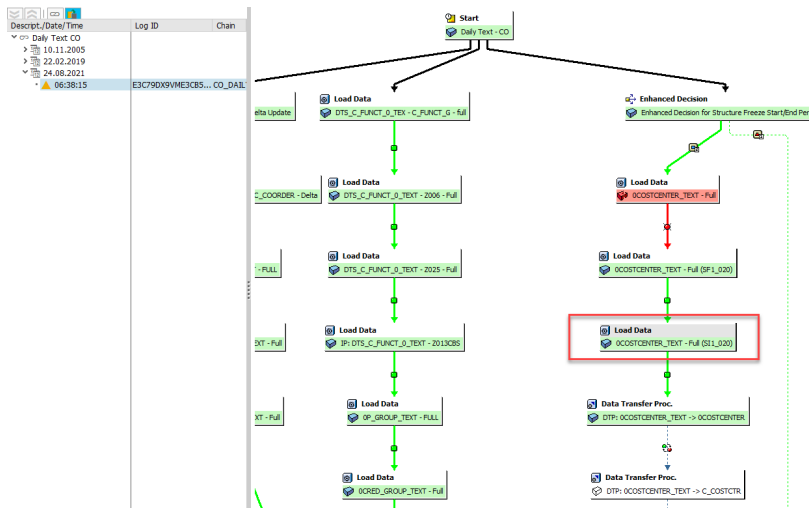 Descript./Date/Time Log ID Chain
Daily Text CO
10.11.2005
22.02.2019
24.08.2021
06:38:15 E3C79DX9VME3CB5... CO_DAIL
Start
Daily Text - CO
Load Data
DTS_C_FUNCT_0_TEX - C_FUNCT_G - full
Enhanced Decision
Enhanced Decision for Structure Freeze Start/End Per
elta Update
Load Data
C_COORDER - Delta
DTS_C_FUNCT_0_TEXT - Z006 - Full
Load Data
0COSTCENTER_TEXT - Full
Load Data
- FULL
DTS_C_FUNCT_0_TEXT - Z025 - Full
Load Data
0COSTCENTER_TEXT - Full (SF1_020)
Load Data
EXT - Full
IP: DTS_C_FUNCT_0_TEXT - Z013CBS
Load Data
0COSTCENTER_TEXT - Full (SI1_020)
Load Data
XT - Full
0P_GROUP_TEXT - FULL
Data Transfer Proc.
DTP: 0COSTCENTER_TEXT -> 0COSTCENTER
Load Data
0CRED_GROUP_TEXT - Full
Data Transfer Proc.
DTP: 0COSTCENTER_TEXT -> C_COSTCTR